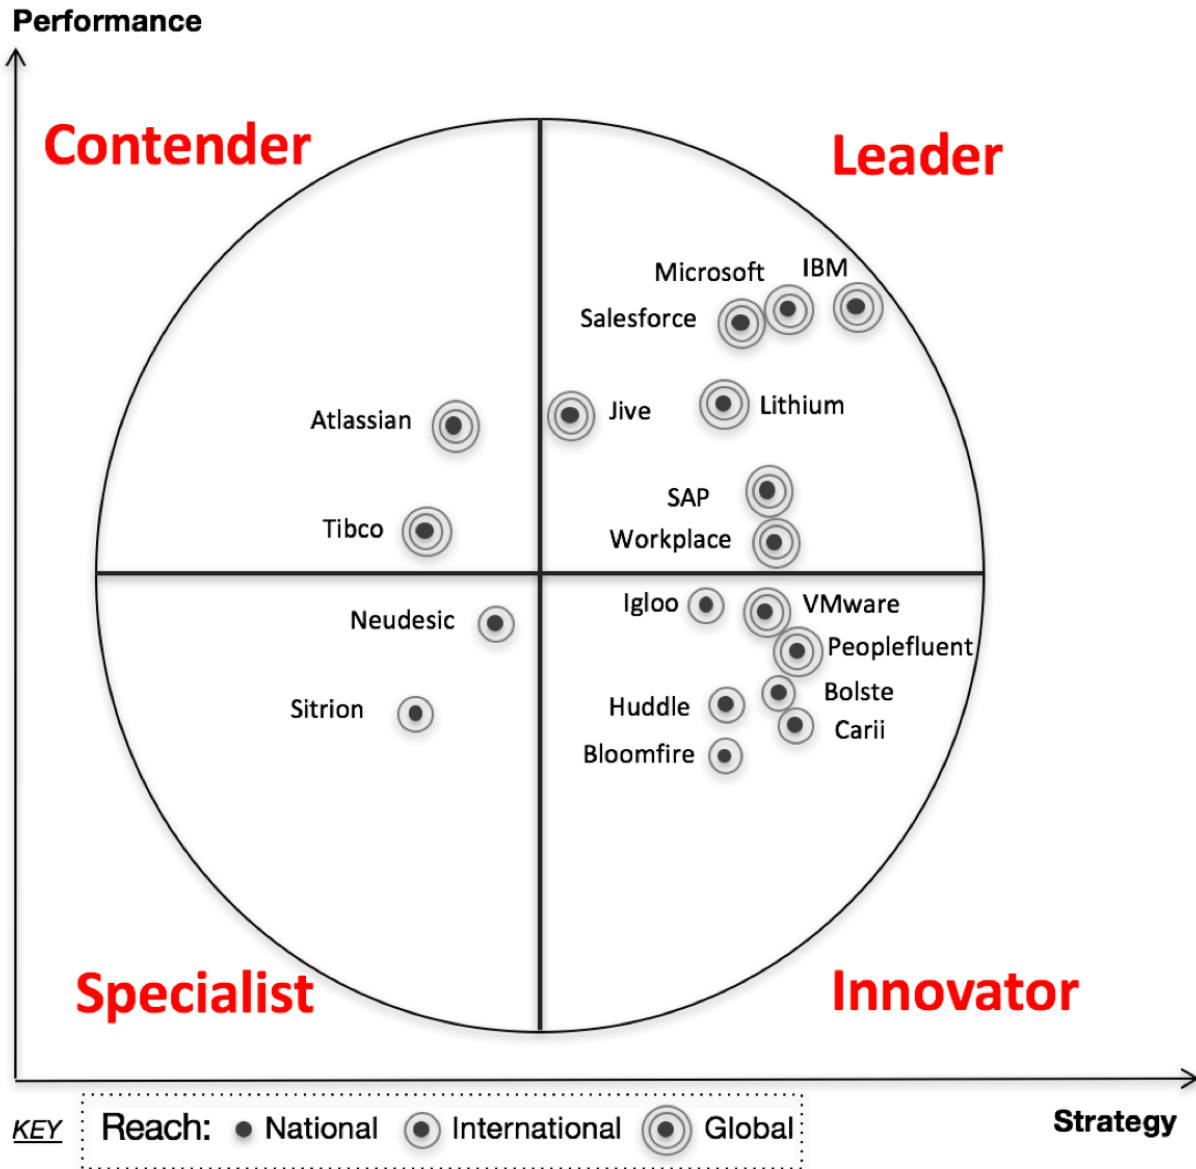 Performance
Contender
Leader
Microsoft
IBM
Salesforce
Atlassian
Jive
Lithium
SAP
Tibco
Workplace
Igloo
VMware
Neudesic
Peoplefluent
Bolste
Huddle
Sitrion
Carii
Bloomfire
Specialist
Innovator
Strategy
KEY Reach: National International Global